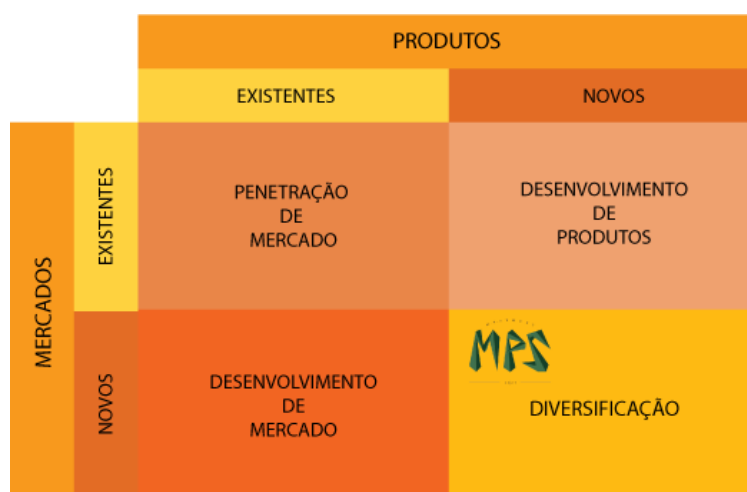 PRODUTOS
EXISTENTES
NOVOS
MERCADOS
EXISTENTES
PENETRAÇÃO
DE
MERCADO
DESENVOLVIMENTO
DE
PRODUTOS
NOVOS
DESENVOLVIMENTO
DE
MERCADO
MPS
DIVERSIFICAÇÃO